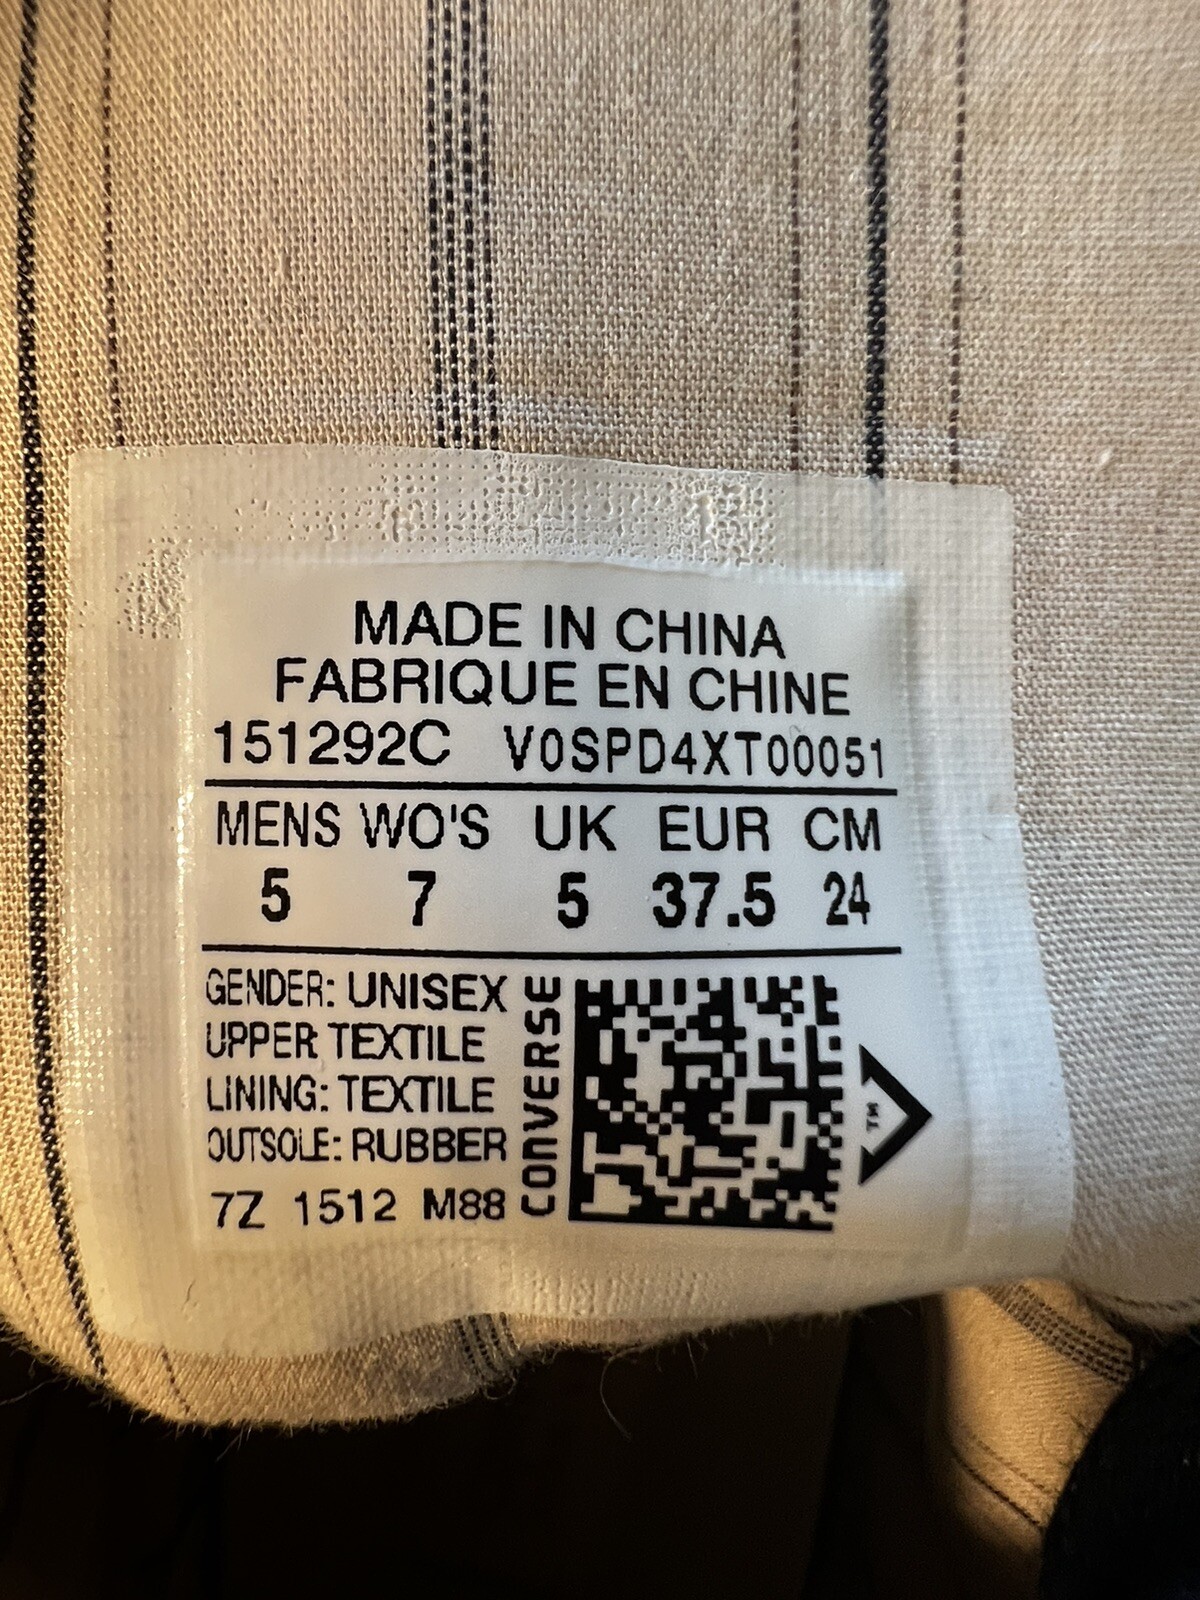 MADE IN CHINA
FABRIQUE EN CHINE
151292C V0SPD4XT00051
MENS WO'S UK EUR CM
5 7 5 37.5 24
GENDER: UNISEX
UPPER TEXTILE
LINING: TEXTILE
OUTSOLE: RUBBER
7Z 1512 M88
CONVERSE
TM